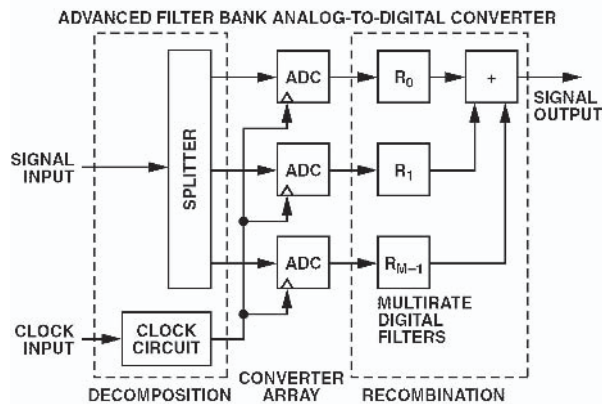 ADVANCED FILTER BANK ANALOG-TO-DIGITAL CONVERTER
ADC
R0
+
SIGNAL
OUTPUT
SIGNAL
INPUT
SPLITTER
ADC
R1
ADC
RM–1
MULTIRATE
DIGITAL
FILTERS
CLOCK
INPUT
CLOCK
CIRCUIT
DECOMPOSITION
CONVERTER
ARRAY
RECOMBINATION